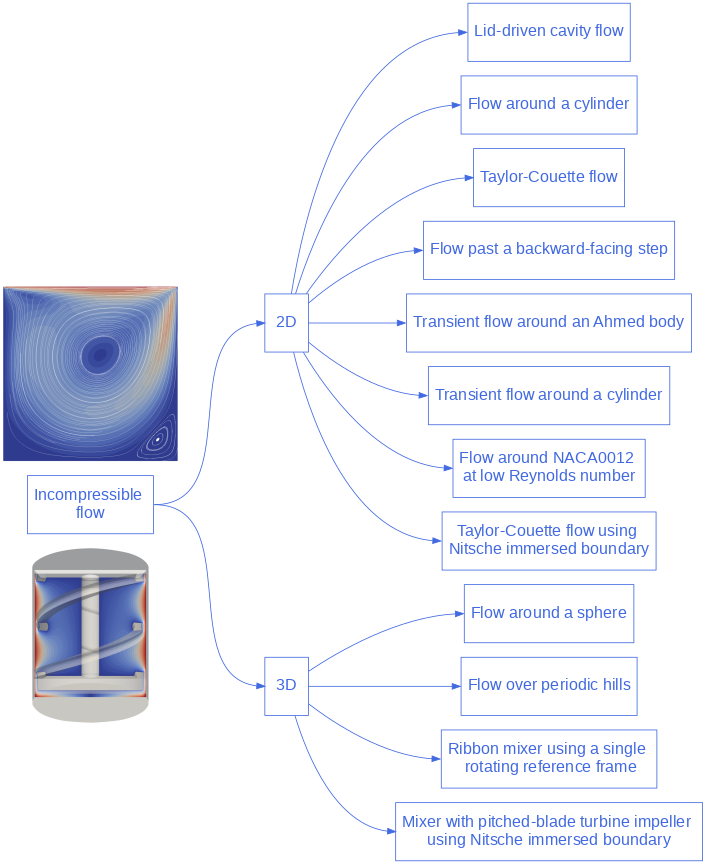 Lid-driven cavity flow
Flow around a cylinder
Taylor-Couette flow
Flow past a backward-facing step
2D
Transient flow around an Ahmed body
Transient flow around a cylinder
Flow around NACA0012
at low Reynolds number
Incompressible
flow
Taylor-Couette flow using
Nitsche immersed boundary
Flow around a sphere
3D
Flow over periodic hills
Ribbon mixer using a single
rotating reference frame
Mixer with pitched-blade turbine impeller
using Nitsche immersed boundary